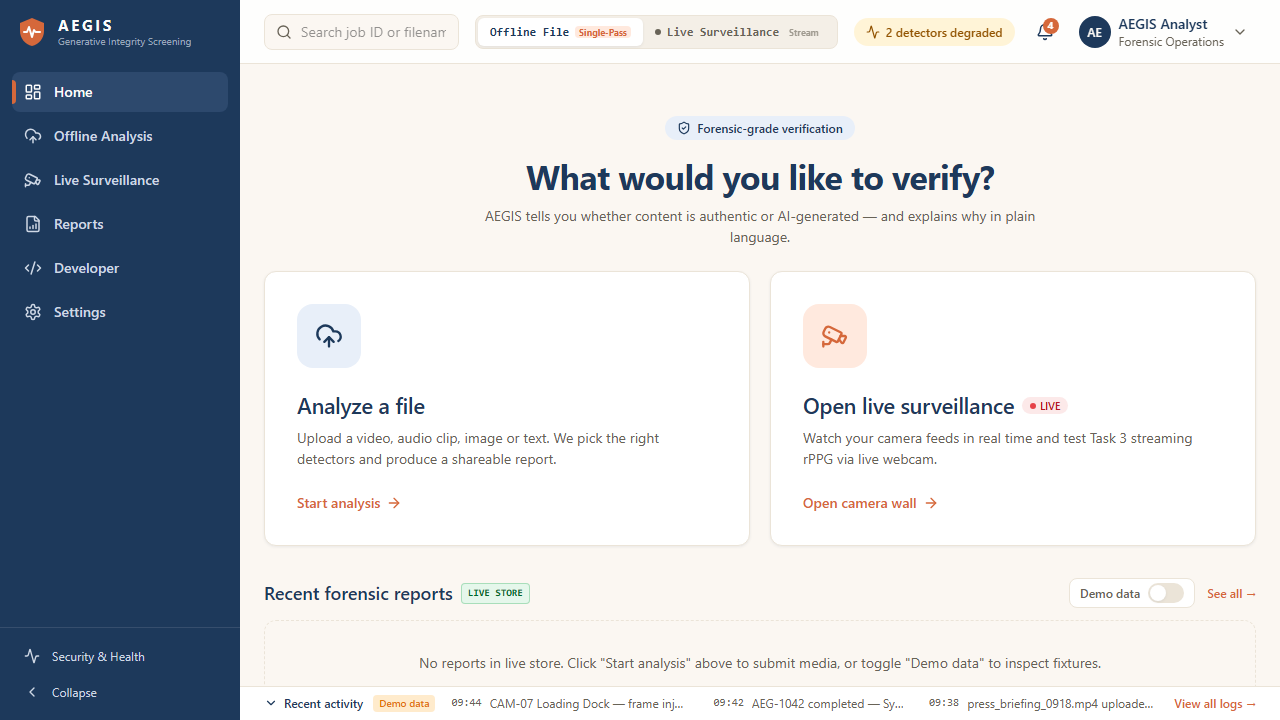 AEGIS
Generative Integrity Screening
Home
Offline Analysis
Live Surveillance
Reports
Developer
Settings
Security & Health
Collapse
Search job ID or filenam
Offline File Single-Pass
Live Surveillance Stream
2 detectors degraded
4
AE
AEGIS Analyst
Forensic Operations
Forensic-grade verification
What would you like to verify?
AEGIS tells you whether content is authentic or AI-generated — and explains why in plain
language.
Analyze a file
Upload a video, audio clip, image or text. We pick the right
detectors and produce a shareable report.
Start analysis →
Open live surveillance LIVE
Watch your camera feeds in real time and test Task 3 streaming
rPPG via live webcam.
Open camera wall →
Recent forensic reports LIVE STORE
Demo data
See all →
No reports in live store. Click "Start analysis" above to submit media, or toggle "Demo data" to inspect fixtures.
Recent activity Demo data
09:44 CAM-07 Loading Dock — frame inj...
09:42 AEG-1042 completed — Sy...
09:38 press_briefing_0918.mp4 uploade...
View all logs →